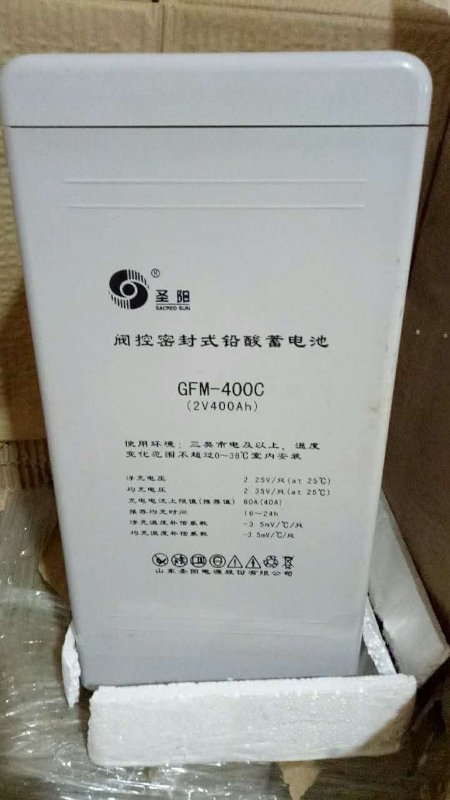 ®
圣阳
SACRED SUN
阀控密封式铅酸蓄电池
GFM-400C
(2V400Ah)
使用环境: 三类市电及以上, 温度
变化范围不超过0~38℃室内安装
浮充电压 2.25V/只(at 25℃)
均充电压 2.35V/只(at 25℃)
充电电流上限值(推荐值) 80A(40A)
推荐均充时间 16~24h
浮充温度补偿系数 -3.5mV/℃/只
均充温度补偿系数 -3.5mV/℃/只
山东圣阳电源股份有限公司